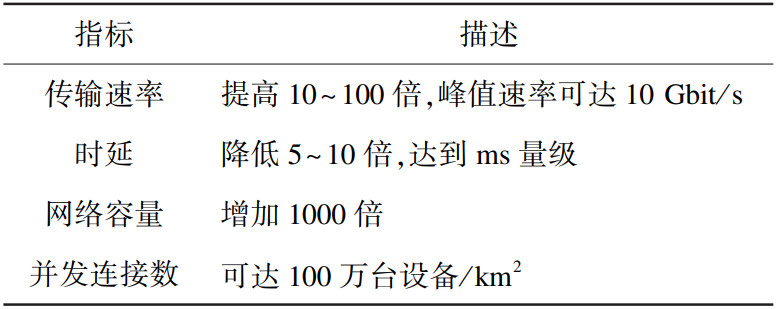 指标 描述
传输速率 提高 10~100 倍,峰值速率可达 10 Gbit/s
时延 降低 5~10 倍,达到 ms 量级
网络容量 增加 1000 倍
并发连接数 可达 100 万台设备/km²